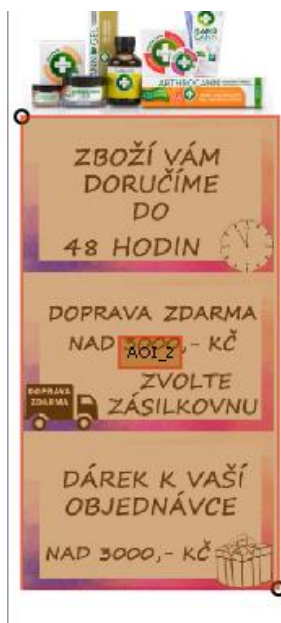 ARTHROCANN
ZBOŽÍ VÁM
DORUČÍME
DO
48 HODIN
DOPRAVA ZDARMA
NAD 3000,- KČ
AOI_2
DOPRAVA
ZDARMA
ZVOLTE
ZÁSILKOVNU
DÁREK K VAŠÍ
OBJEDNÁVCE
NAD 3000,- KČ